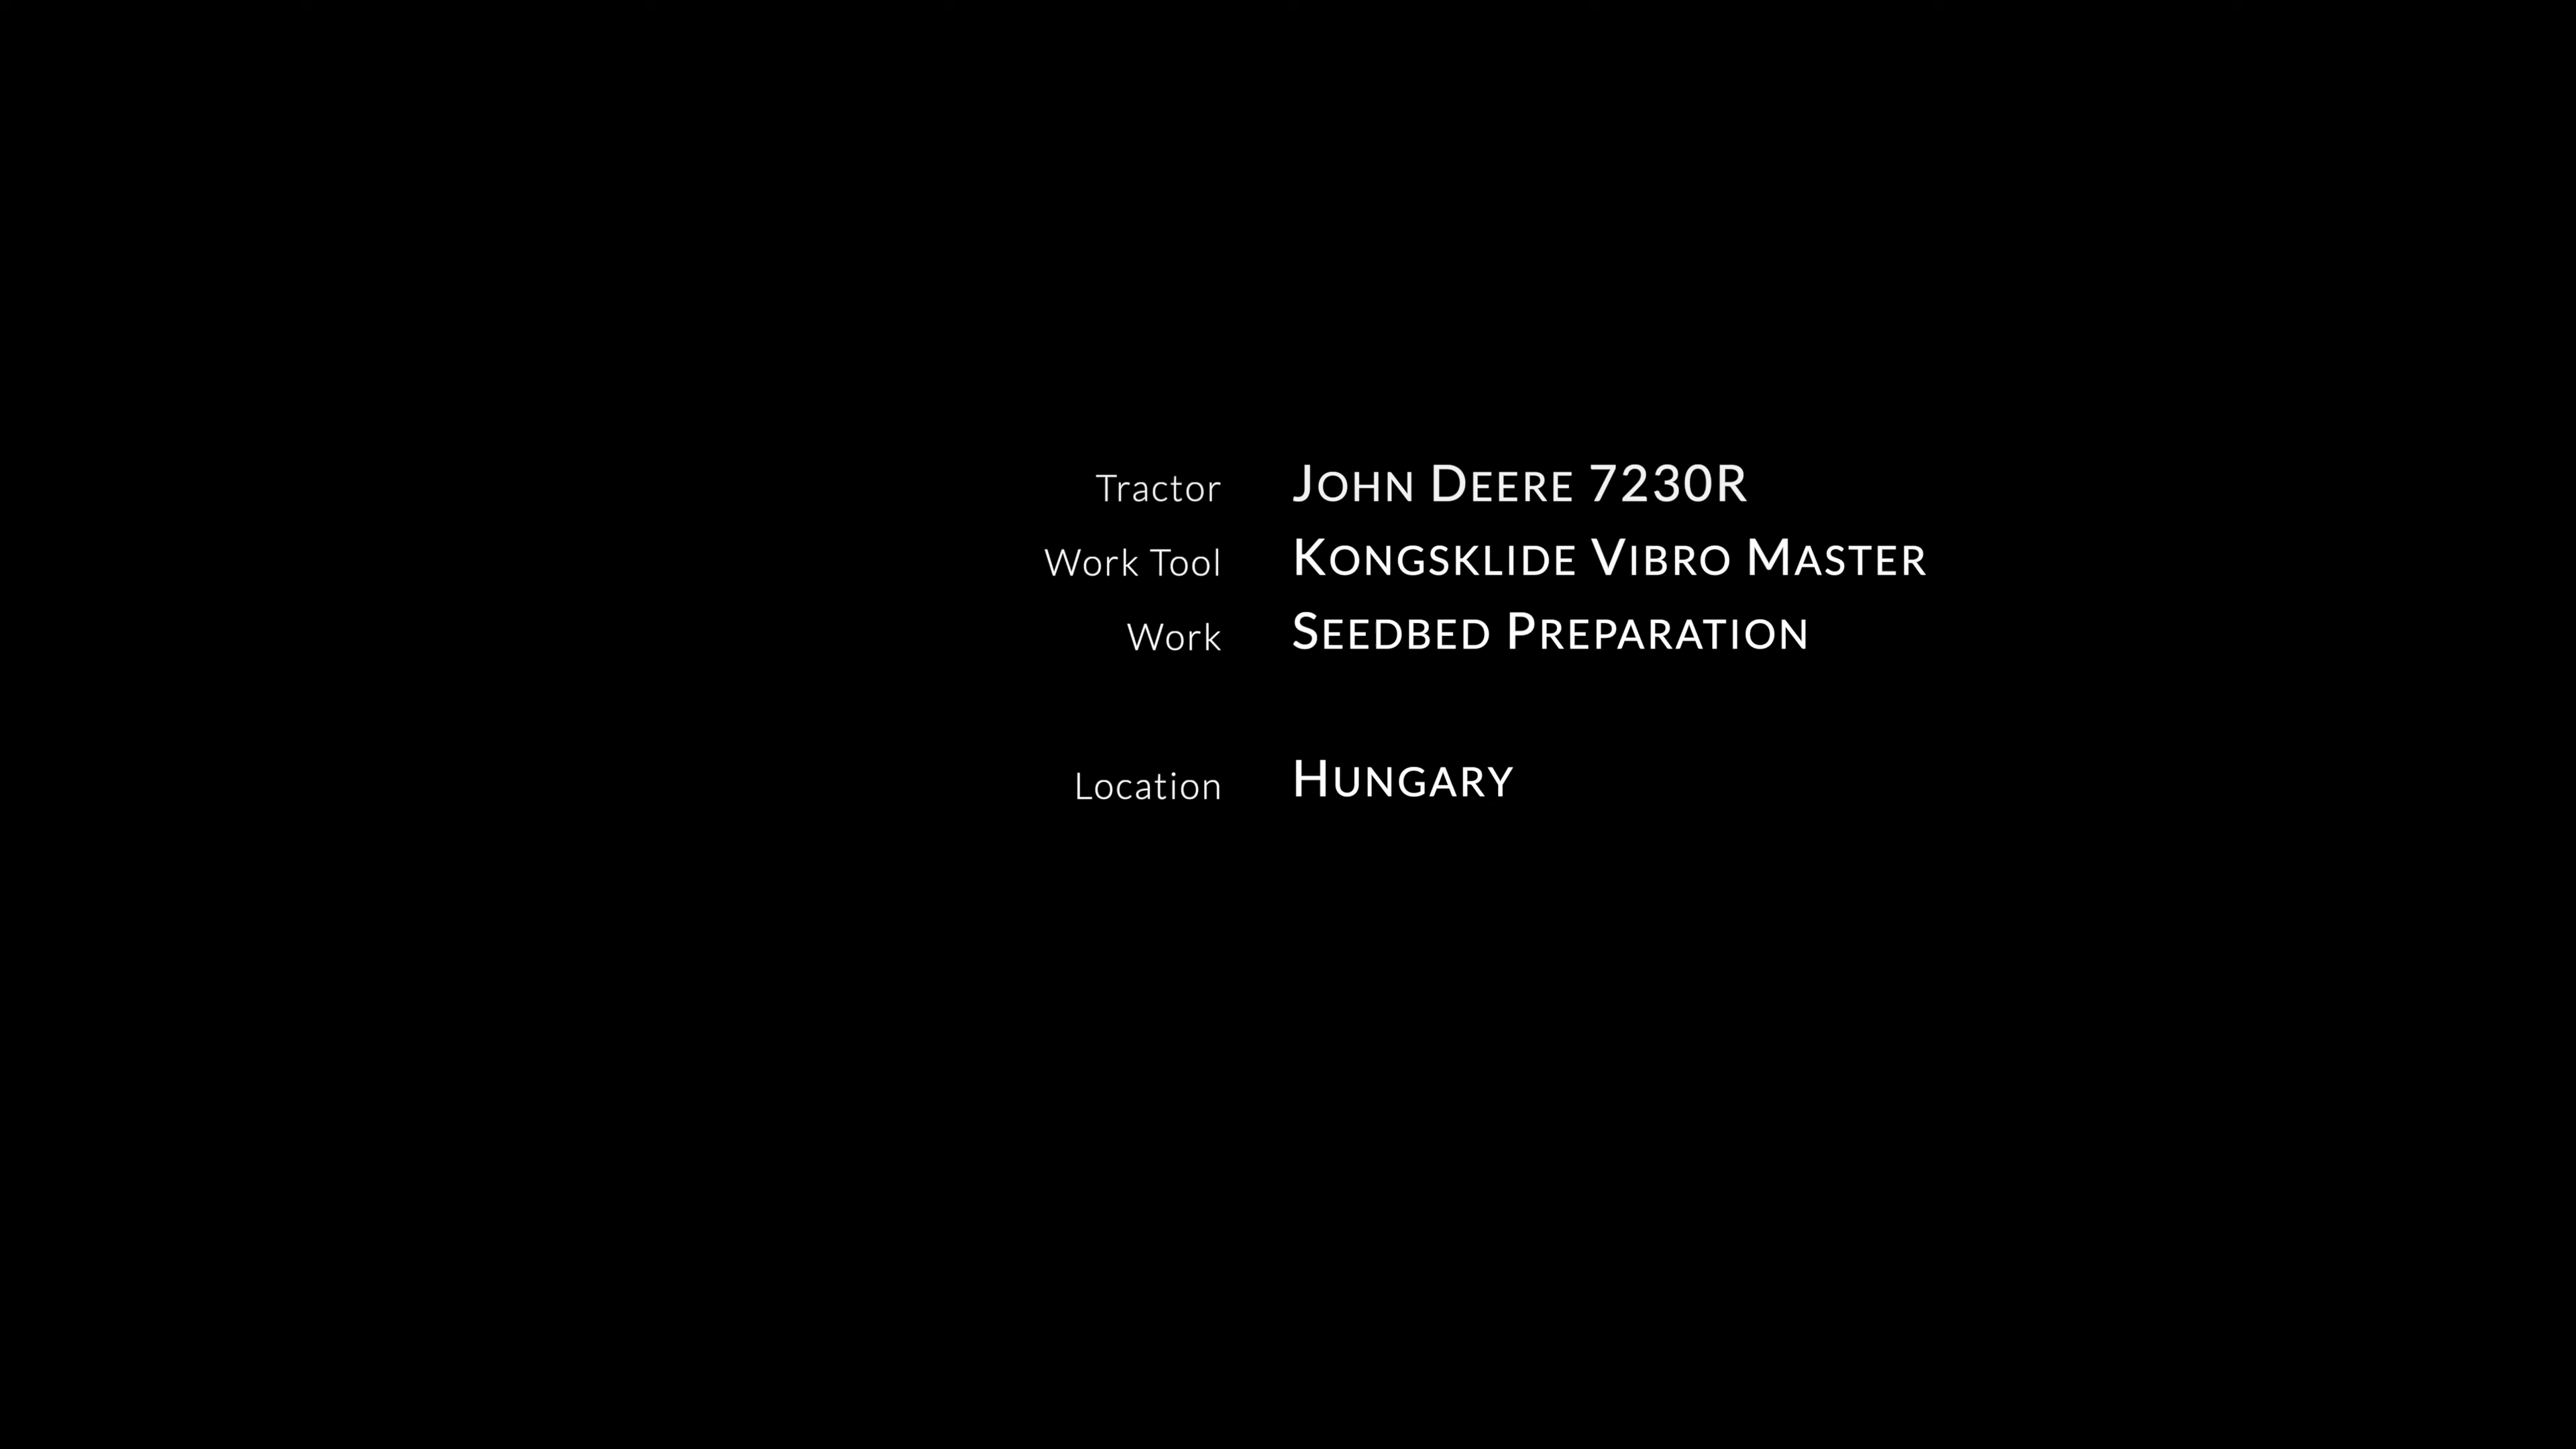 Tractor JOHN DEERE 7230R
Work Tool KONGSKLIDE VIBRO MASTER
Work SEEDBED PREPARATION
Location HUNGARY